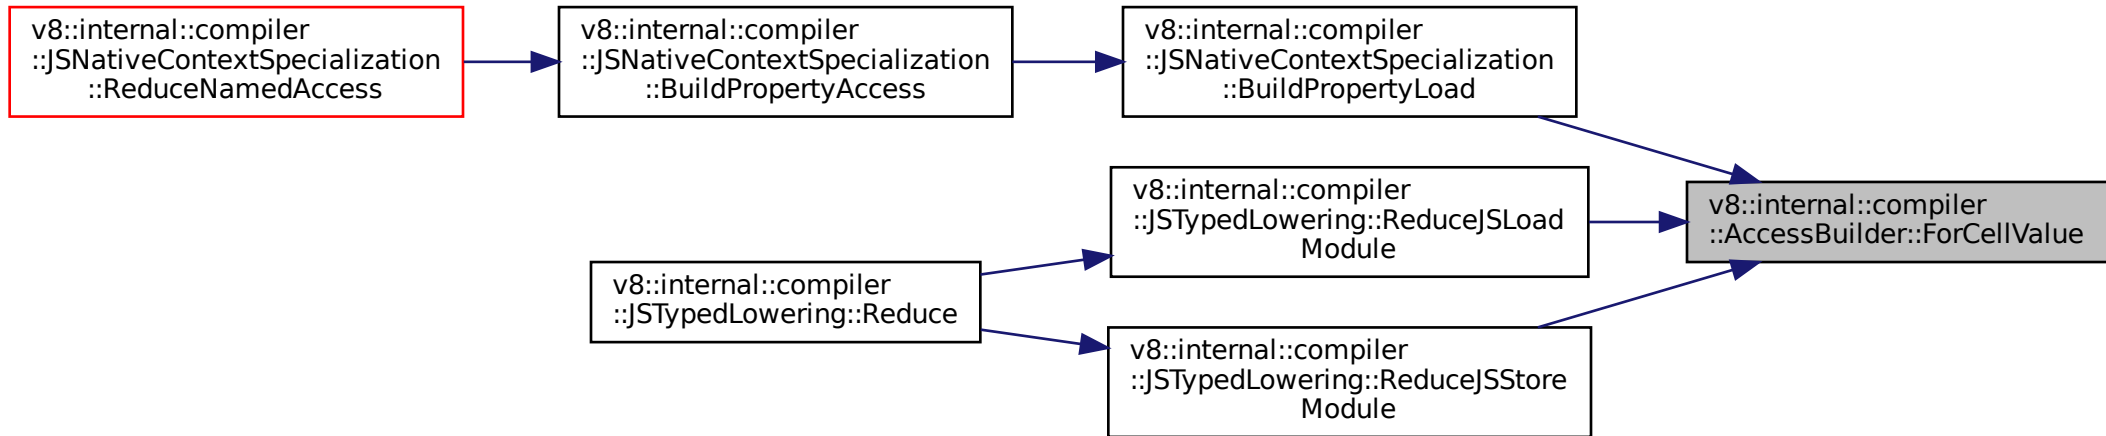 v8::internal::compiler
::JSNativeContextSpecialization
::ReduceNamedAccess
v8::internal::compiler
::JSNativeContextSpecialization
::BuildPropertyAccess
v8::internal::compiler
::JSNativeContextSpecialization
::BuildPropertyLoad
v8::internal::compiler
::JSTypedLowering::ReduceJSLoad
Module
v8::internal::compiler
::AccessBuilder::ForCellValue
v8::internal::compiler
::JSTypedLowering::Reduce
v8::internal::compiler
::JSTypedLowering::ReduceJSStore
Module